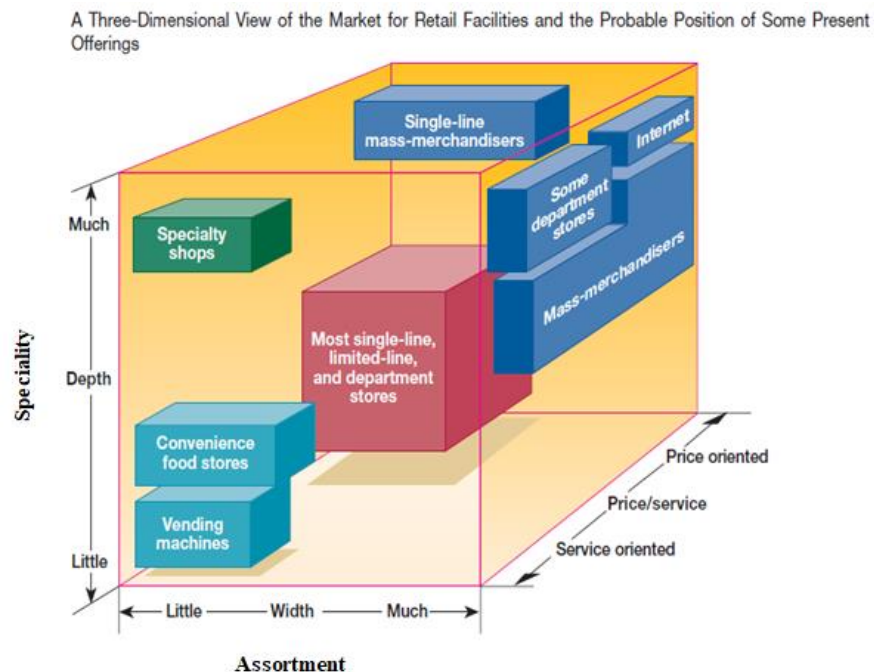 A Three-Dimensional View of the Market for Retail Facilities and the Probable Position of Some Present
Offerings
Single-line
mass-merchandisers
Internet
Some
department
stores
Mass-merchandisers
Much
Specialty
shops
Most single-line,
limited-line,
and department
stores
Speciality
Depth
Convenience
food stores
Vending
machines
Little
Price oriented
Price/service
Service oriented
Little
Width
Much
Assortment